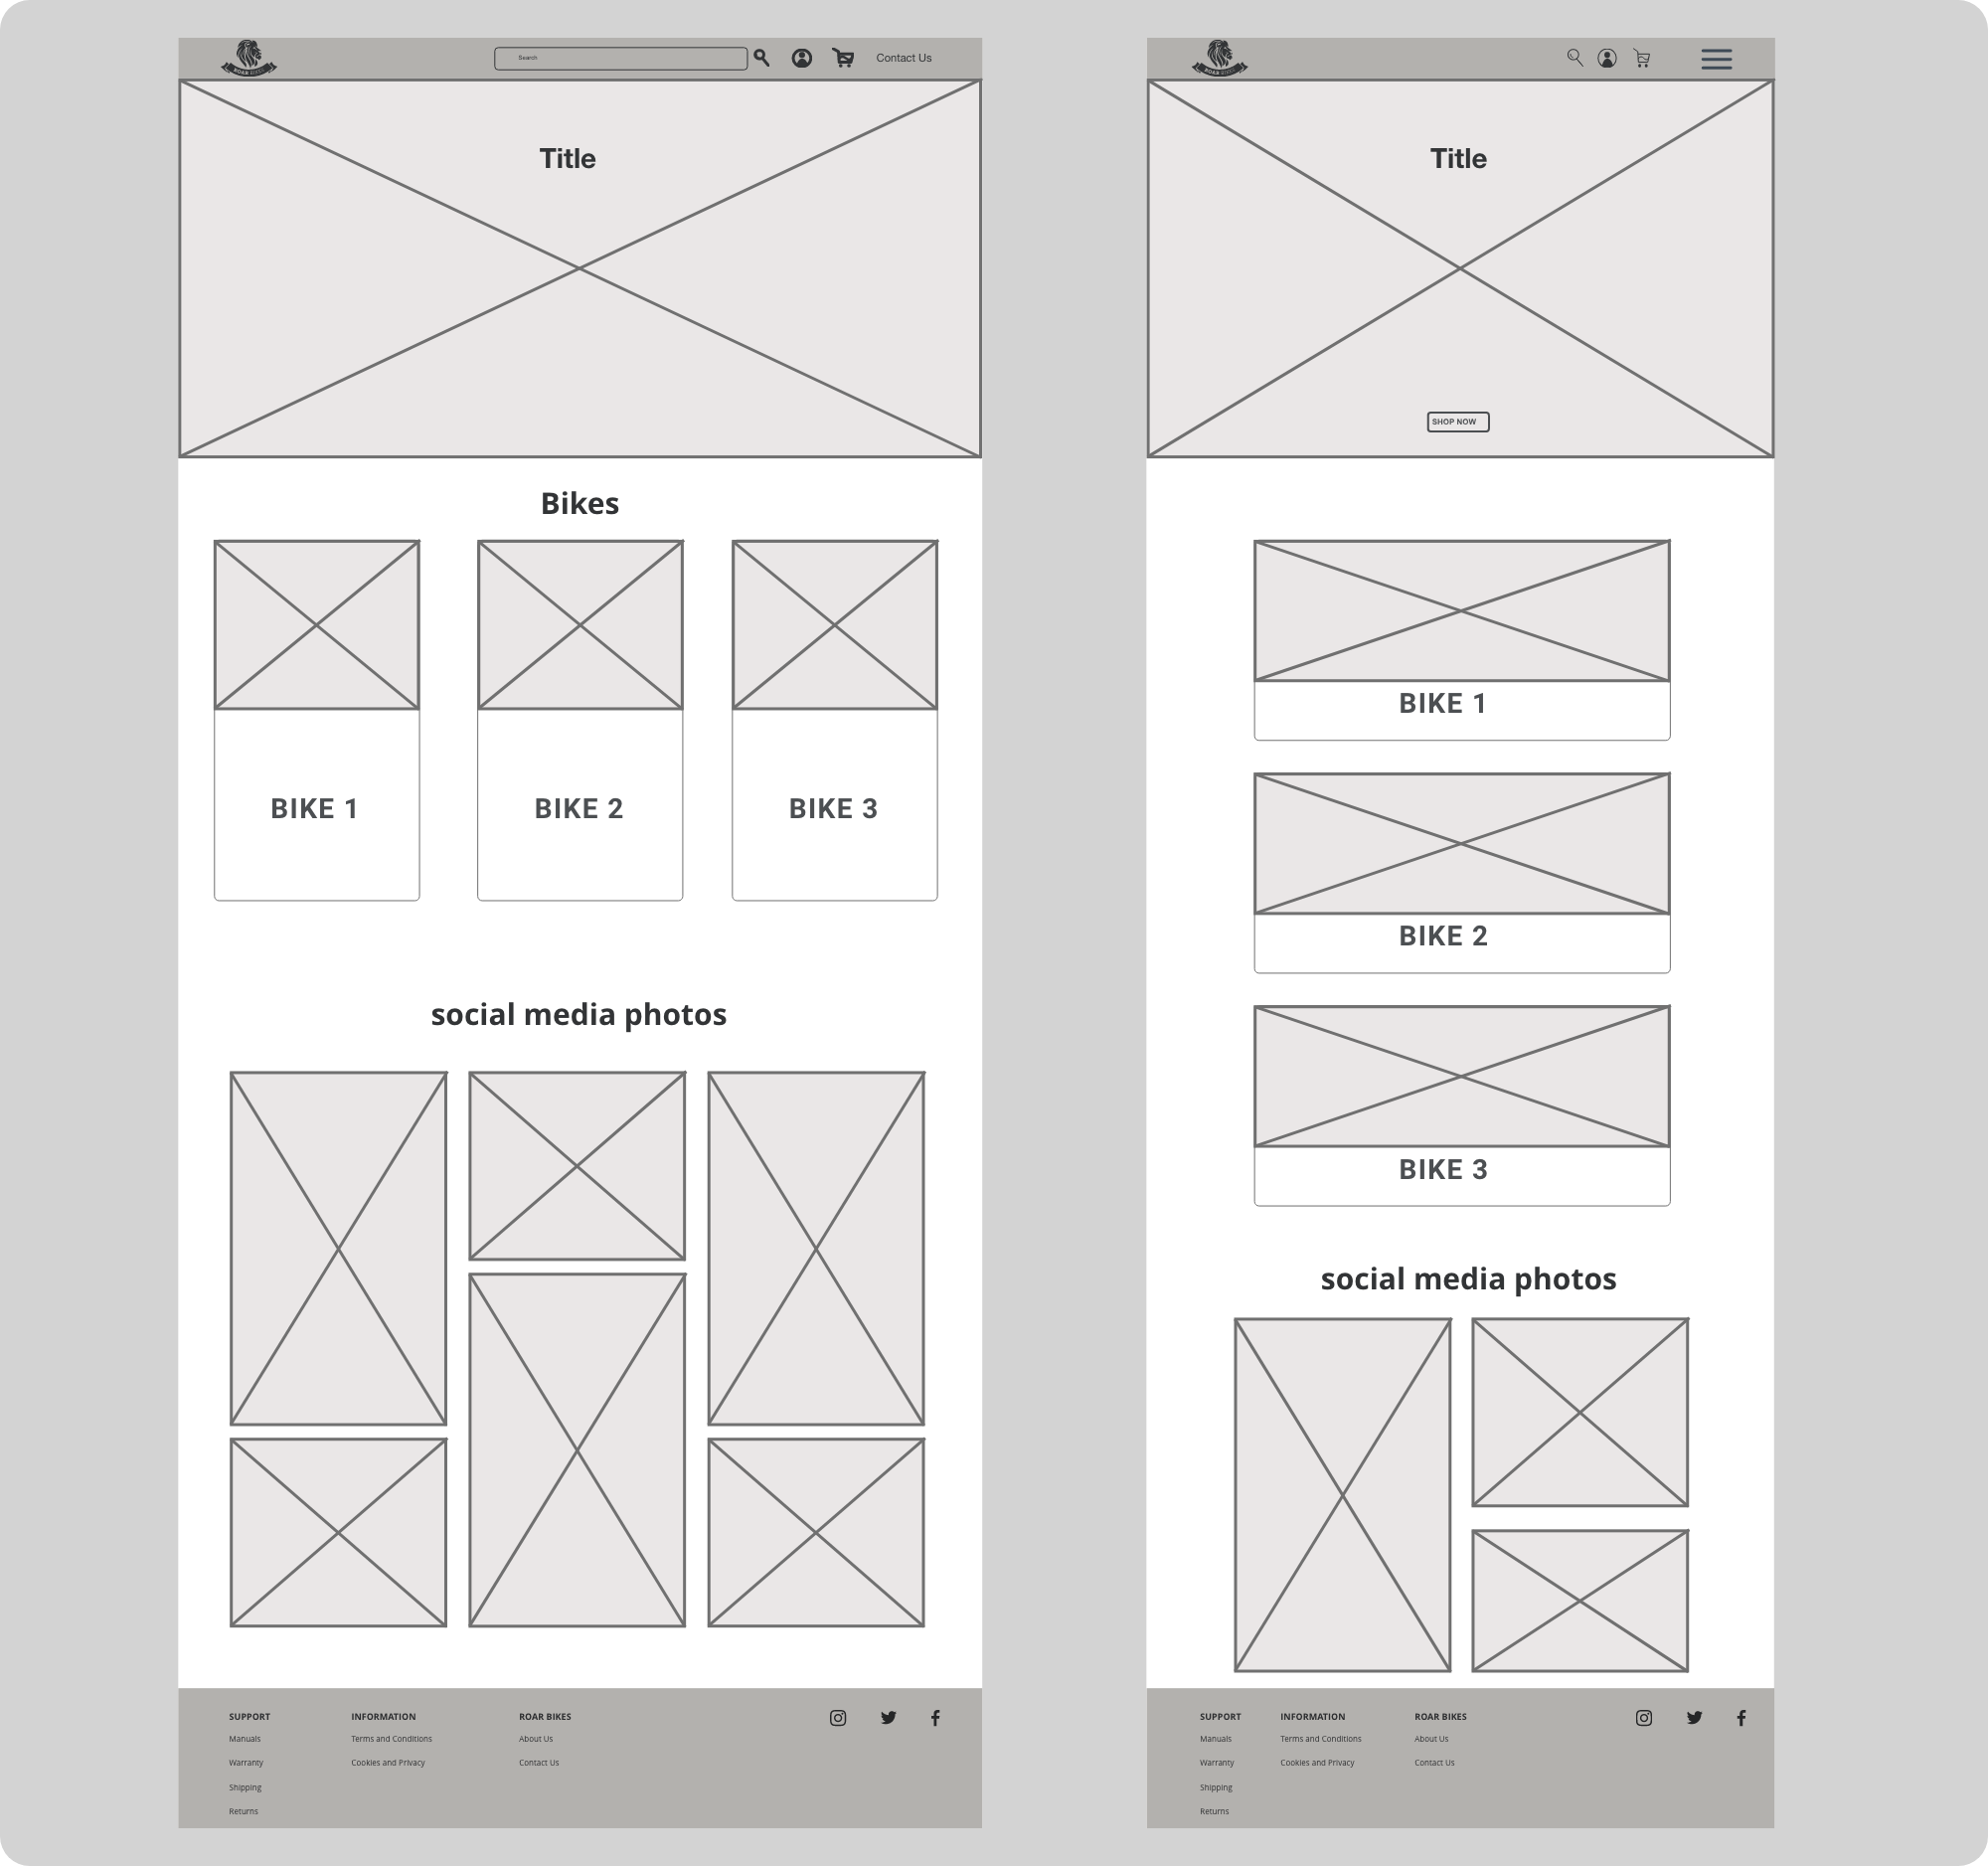 ROAR BIKES
Search
Contact Us
Title
Bikes
BIKE 1
BIKE 2
BIKE 3
social media photos
SUPPORT
Manuals
Warranty
Shipping
Returns
INFORMATION
Terms and Conditions
Cookies and Privacy
ROAR BIKES
About Us
Contact Us
ROAR BIKES
Title
SHOP NOW
BIKE 1
BIKE 2
BIKE 3
social media photos
SUPPORT
Manuals
Warranty
Shipping
Returns
INFORMATION
Terms and Conditions
Cookies and Privacy
ROAR BIKES
About Us
Contact Us